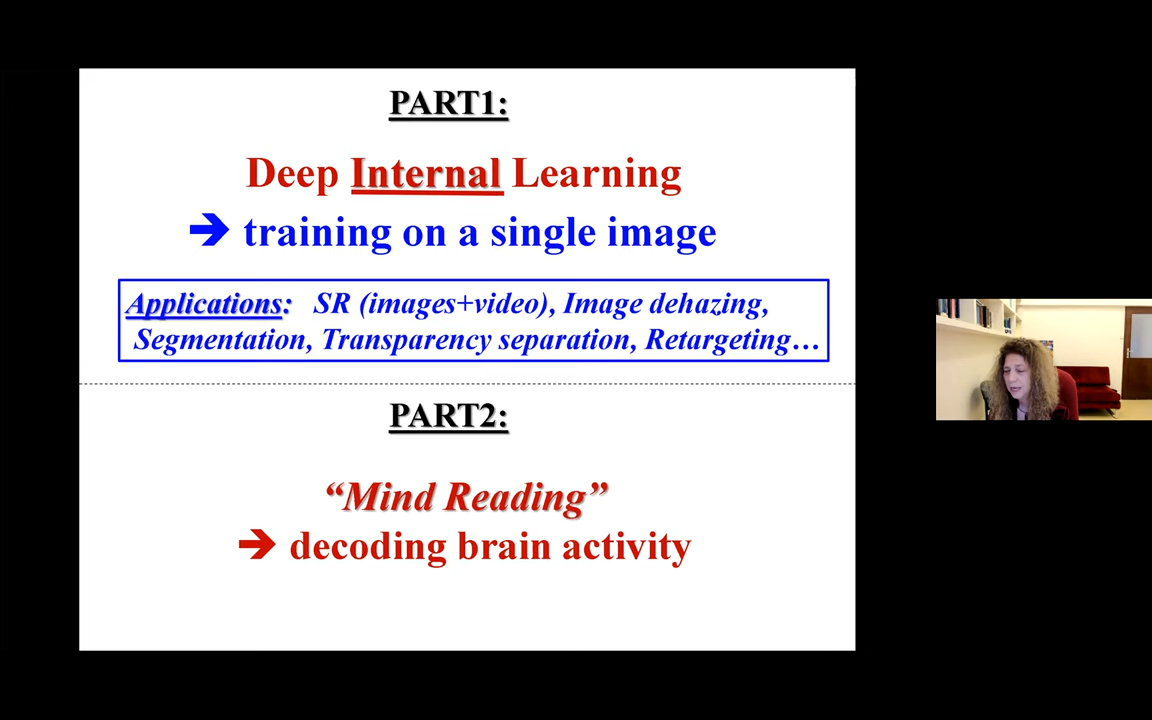 PART1:
Deep Internal Learning
➔ training on a single image
Applications: SR (images+video), Image dehazing,
Segmentation, Transparency separation, Retargeting…
PART2:
“Mind Reading”
➔ decoding brain activity